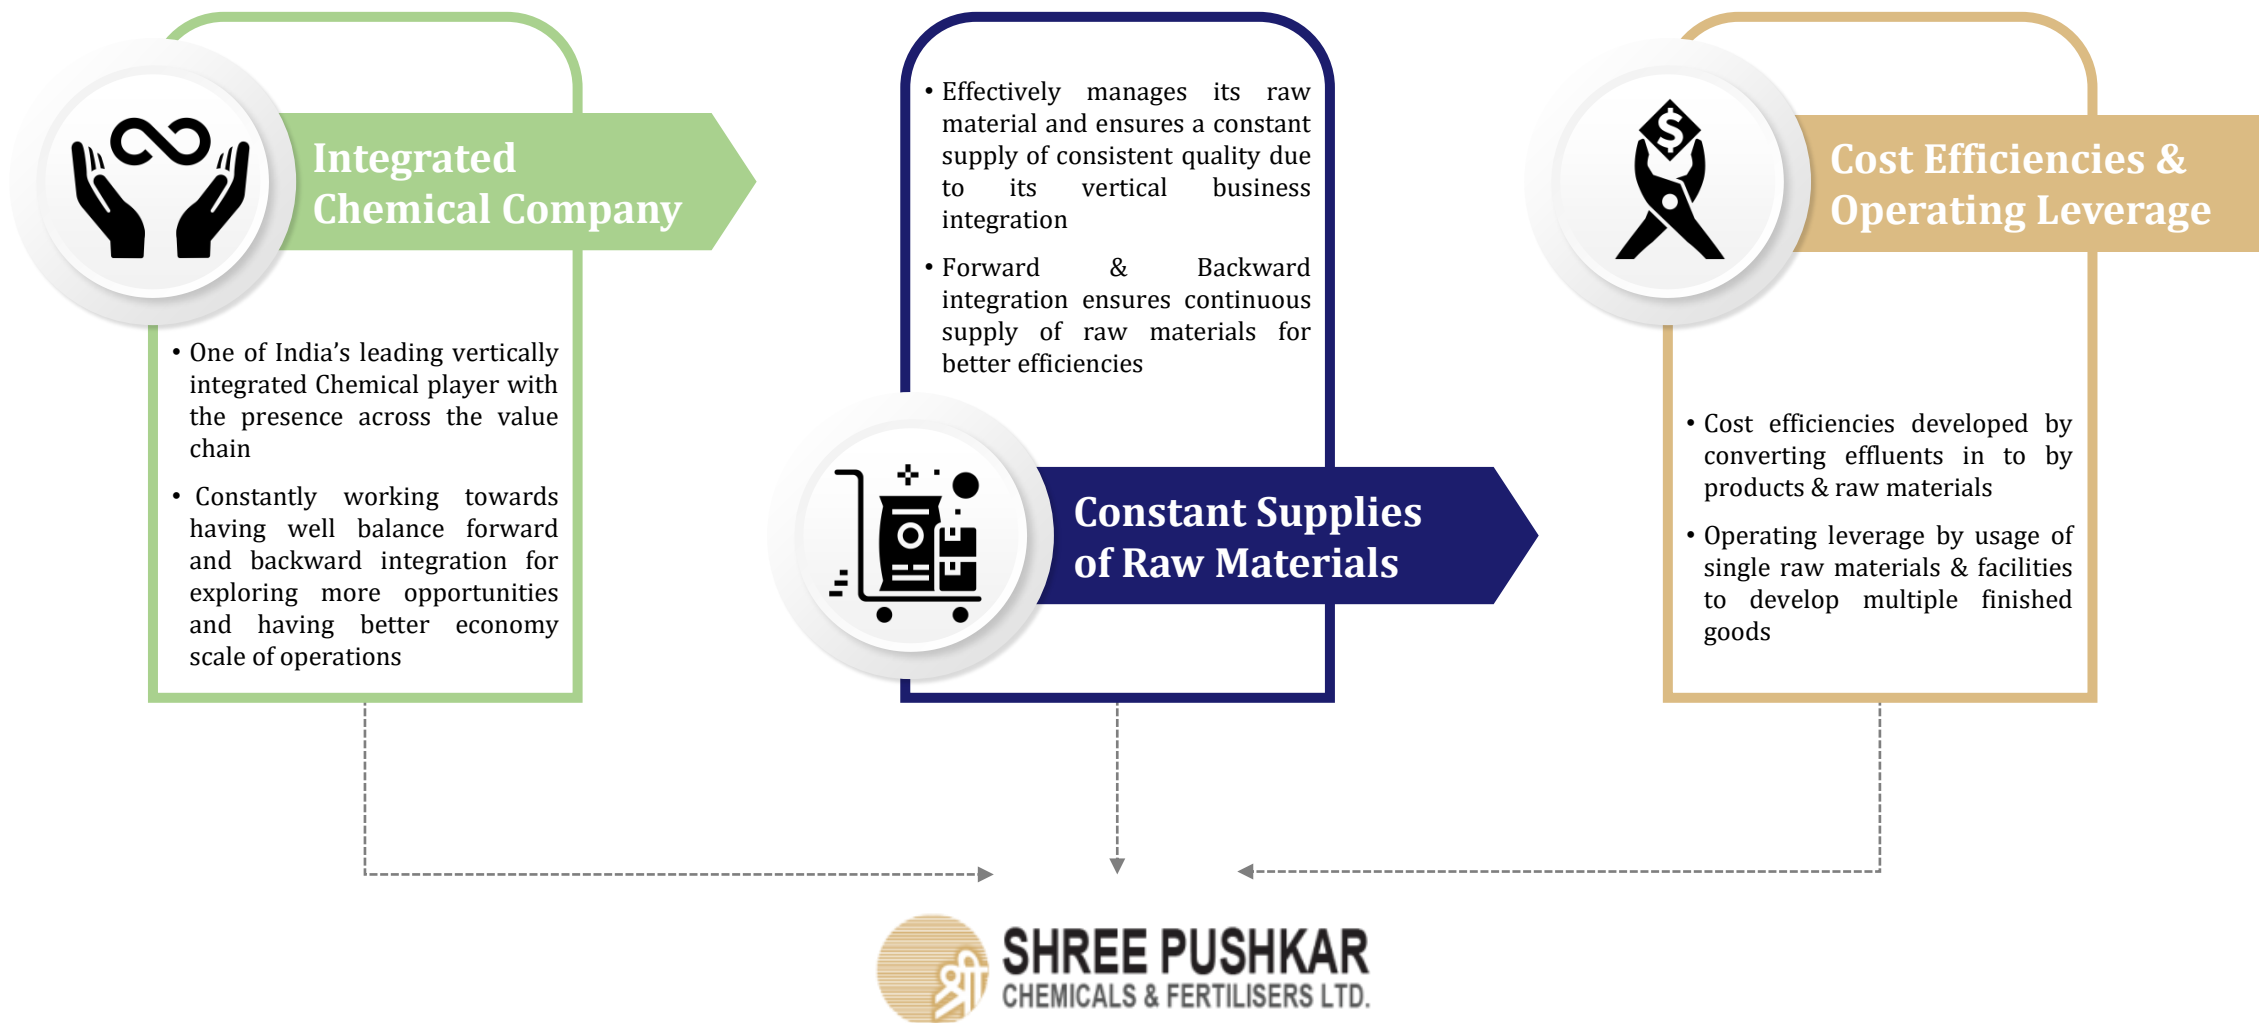 Integrated
Chemical Company
• One of India’s leading vertically
integrated Chemical player with
the presence across the value
chain
• Constantly working towards
having well balance forward
and backward integration for
exploring more opportunities
and having better economy
scale of operations
• Effectively manages its raw
material and ensures a constant
supply of consistent quality due
to its vertical business
integration
• Forward & Backward
integration ensures continuous
supply of raw materials for
better efficiencies
Constant Supplies
of Raw Materials
$
Cost Efficiencies &
Operating Leverage
• Cost efficiencies developed by
converting effluents in to by
products & raw materials
• Operating leverage by usage of
single raw materials & facilities
to develop multiple finished
goods
श्री
SHREE PUSHKAR
CHEMICALS & FERTILISERS LTD.